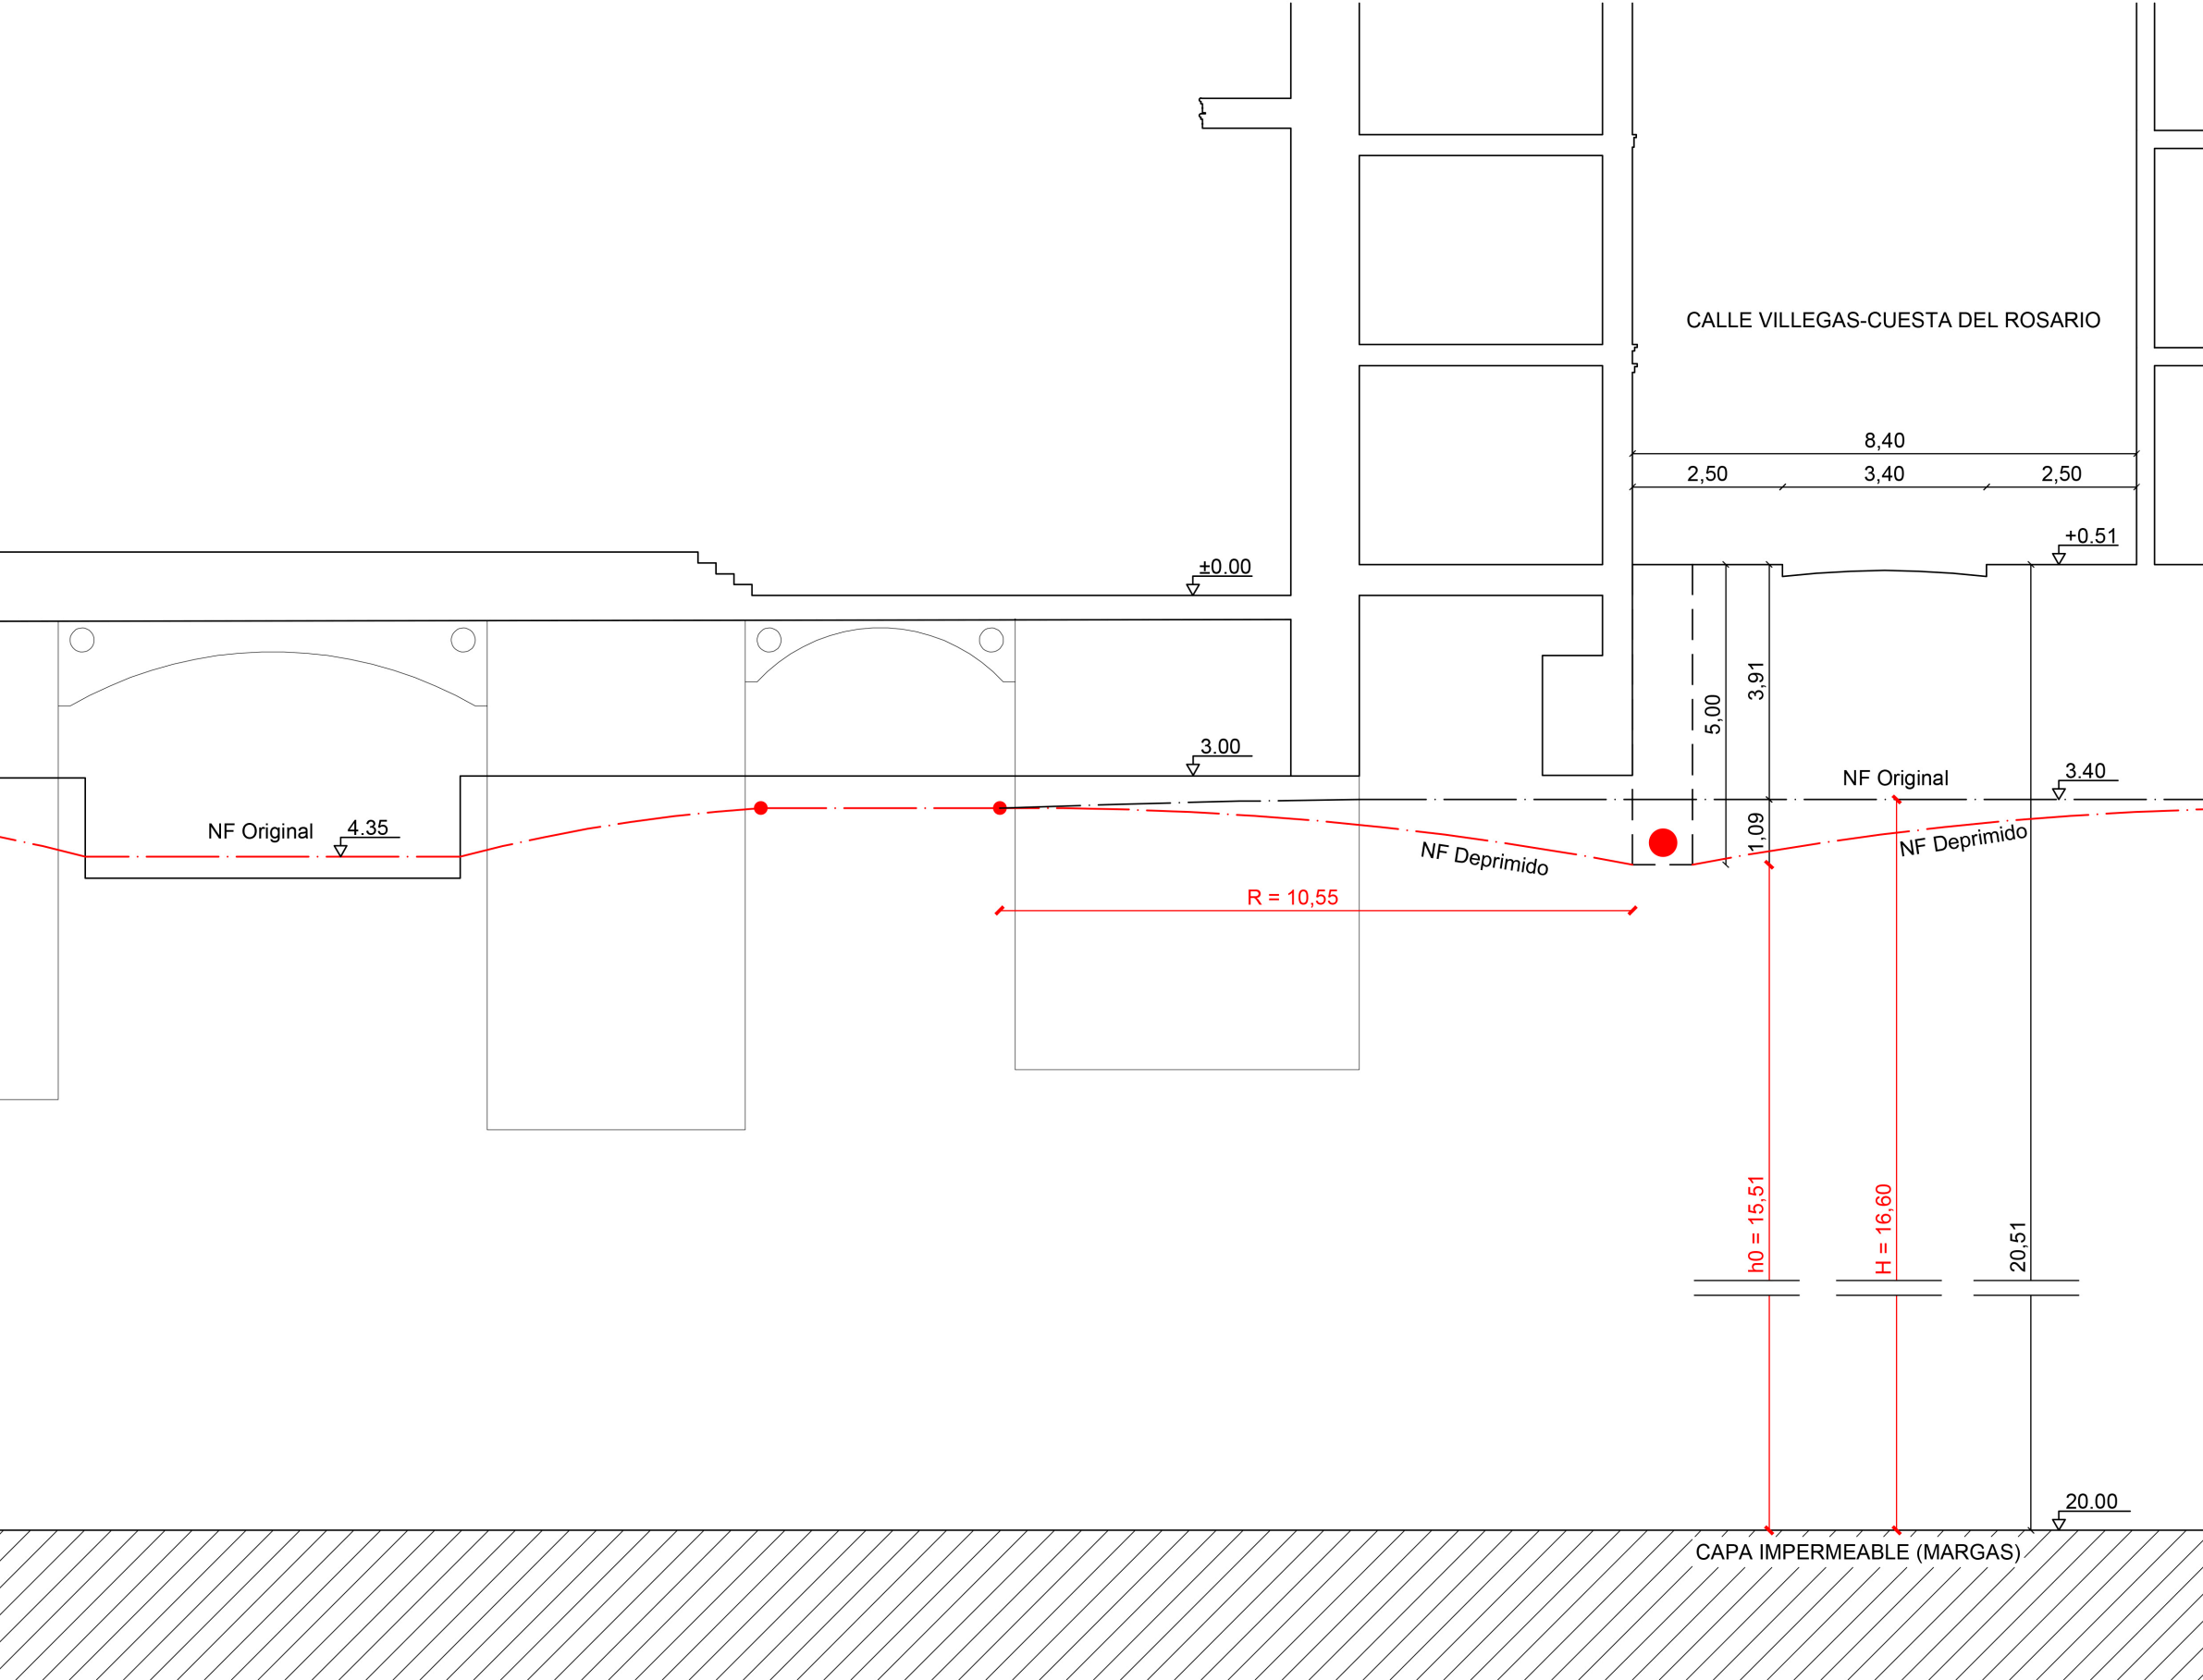 CALLE VILLEGAS-CUESTA DEL ROSARIO
8,40
2,50
3,40
2,50
+0.51
±0.00
3,91
5,00
3.00
NF Original
3.40
NF Original
4.35
1,09
NF Deprimido
NF Deprimido
R = 10,55
h0 = 15,51
H = 16,60
20,51
20.00
CAPA IMPERMEABLE (MARGAS)